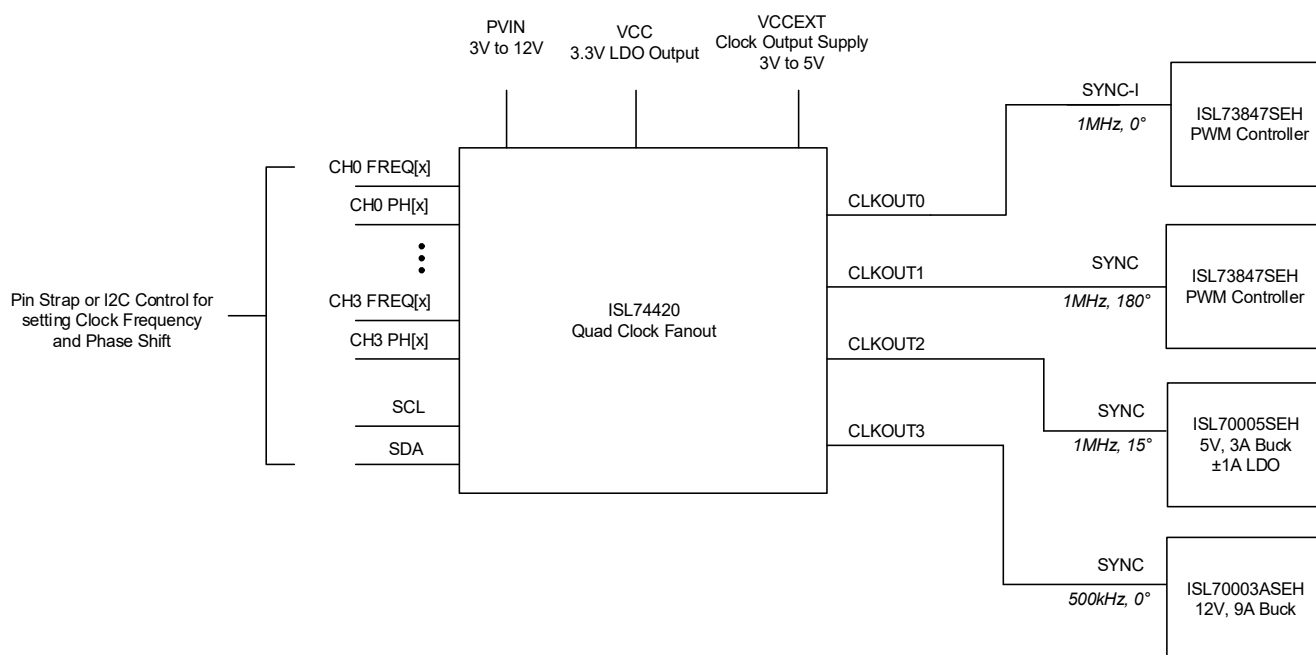 PVIN
3V to 12V
VCC
3.3V LDO Output
VCCEXT
Clock Output Supply
3V to 5V
Pin Strap or I2C Control for
setting Clock Frequency
and Phase Shift
CH0 FREQ[x]
CH0 PH[x]
CH3 FREQ[x]
CH3 PH[x]
SCL
SDA
ISL74420
Quad Clock Fanout
CLKOUT0
CLKOUT1
CLKOUT2
CLKOUT3
SYNC-I
1MHz, 0°
ISL73847SEH
PWM Controller
SYNC
1MHz, 180°
ISL73847SEH
PWM Controller
SYNC
1MHz, 15°
ISL70005SEH
5V, 3A Buck
±1A LDO
SYNC
500kHz, 0°
ISL70003ASEH
12V, 9A Buck